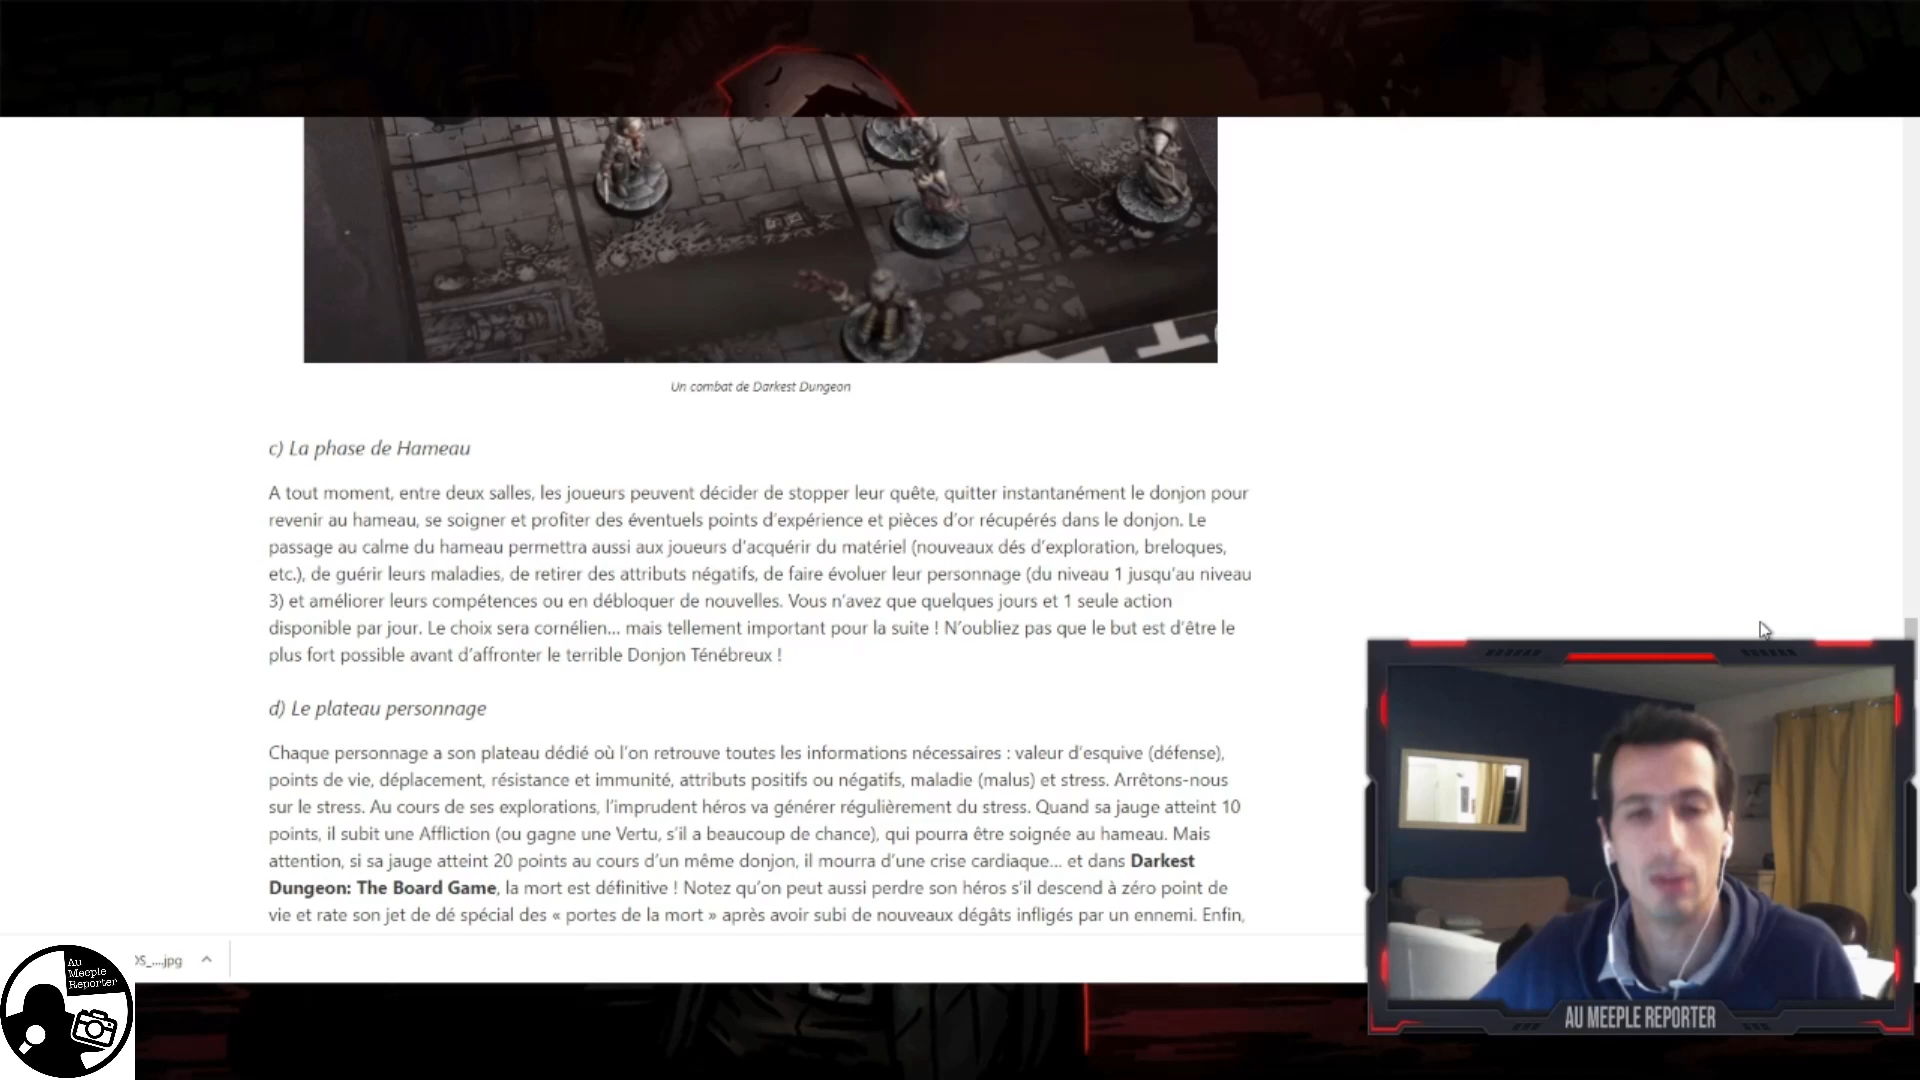 Un combat de Darkest Dungeon
c) La phase de Hameau
A tout moment, entre deux salles, les joueurs peuvent décider de stopper leur quête, quitter instantanément le donjon pour
revenir au hameau, se soigner et profiter des éventuels points d'expérience et pièces d'or récupérés dans le donjon. Le
passage au calme du hameau permettra aussi aux joueurs d'acquérir du matériel (nouveaux dés d'exploration, breloques,
etc.), de guérir leurs maladies, de retirer des attributs négatifs, de faire évoluer leur personnage (du niveau 1 jusqu'au niveau
3) et améliorer leurs compétences ou en débloquer de nouvelles. Vous n'avez que quelques jours et 1 seule action
disponible par jour. Le choix sera cornélien... mais tellement important pour la suite ! N'oubliez pas que le but est d'être le
plus fort possible avant d'affronter le terrible Donjon Ténébreux !
d) Le plateau personnage
Chaque personnage a son plateau dédié où l'on retrouve toutes les informations nécessaires : valeur d'esquive (défense),
points de vie, déplacement, résistance et immunité, attributs positifs ou négatifs, maladie (malus) et stress. Arrêtons-nous
sur le stress. Au cours de ses explorations, l'imprudent héros va générer régulièrement du stress. Quand sa jauge atteint 10
points, il subit une Affliction (ou gagne une Vertu, s'il a beaucoup de chance), qui pourra être soignée au hameau. Mais
attention, si sa jauge atteint 20 points au cours d'un même donjon, il mourra d'une crise cardiaque... et dans Darkest
Dungeon: The Board Game, la mort est définitive ! Notez qu'on peut aussi perdre son héros s'il descend à zéro point de
vie et rate son jet de dé spécial des « portes de la mort » après avoir subi de nouveaux dégâts infligés par un ennemi. Enfin,
Au
Meeple
Reporter
S_....jpg
AU MEEPLE REPORTER